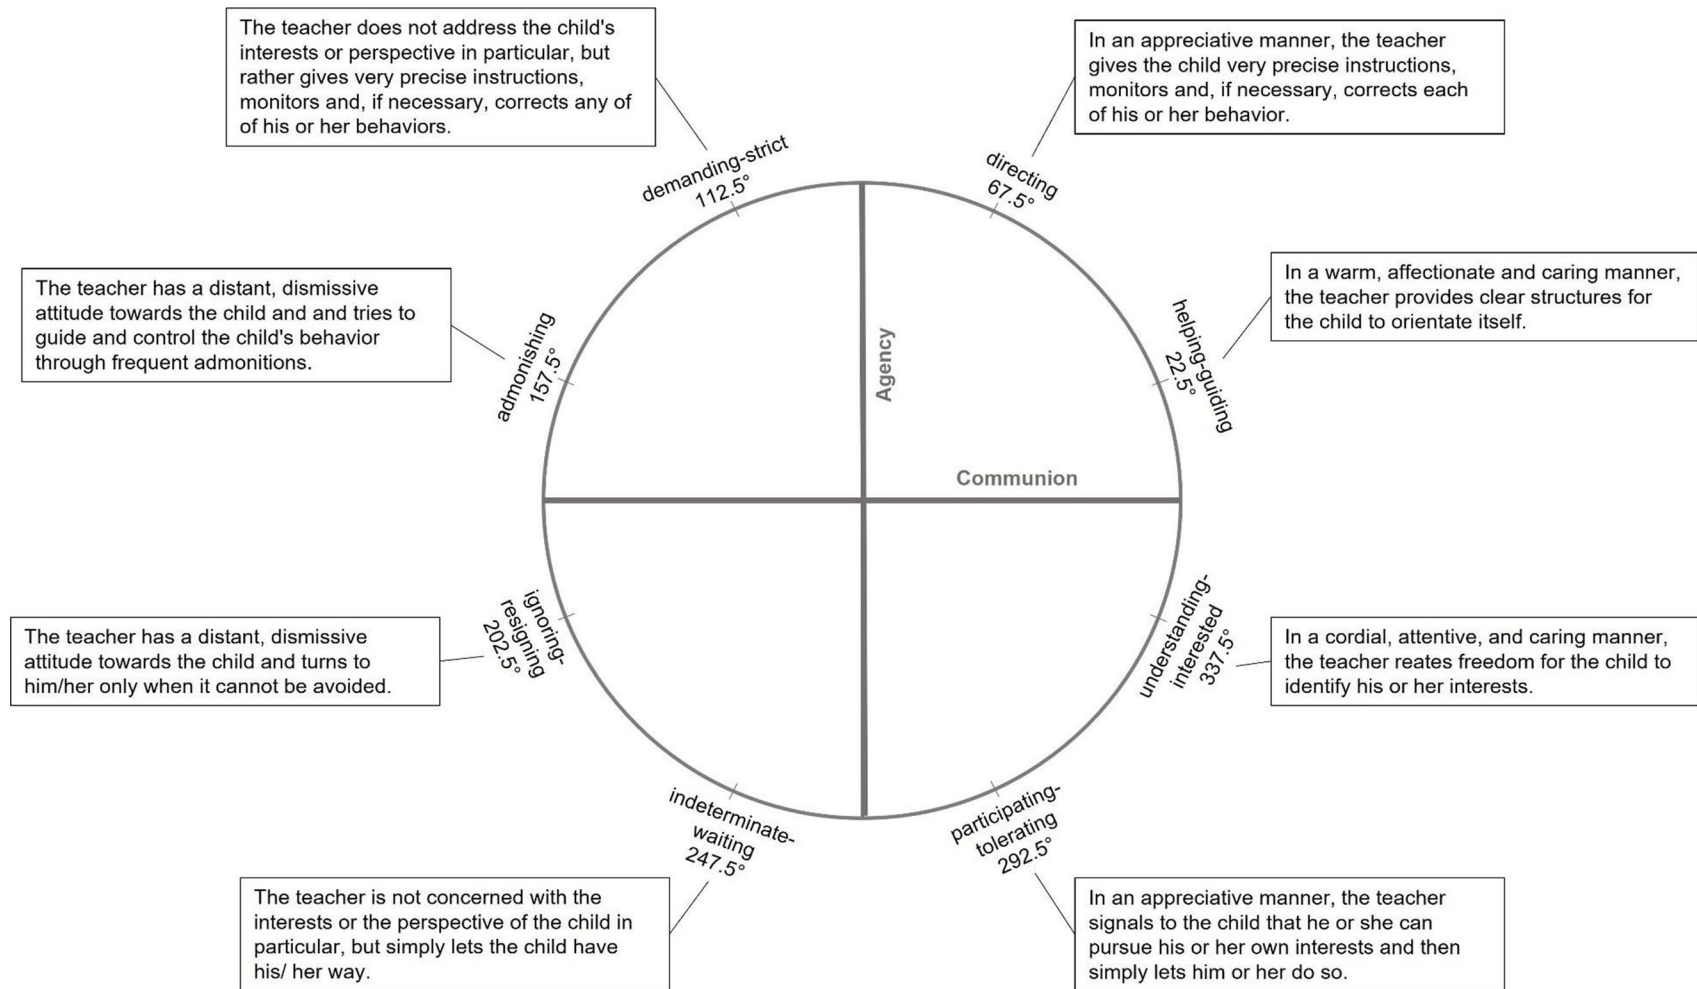 The teacher does not address the child's
interests or perspective in particular, but
rather gives very precise instructions,
monitors and, if necessary, corrects any of
of his or her behaviors.
In an appreciative manner, the teacher
gives the child very precise instructions,
monitors and, if necessary, corrects each
of his or her behavior.
demanding-strict
112.5°
directing
67.5°
The teacher has a distant, dismissive
attitude towards the child and and tries to
guide and control the child's behavior
through frequent admonitions.
admonishing
157.5°
Agency
Communion
helping-guiding
22.5°
In a warm, affectionate and caring manner,
the teacher provides clear structures for
the child to orientate itself.
The teacher has a distant, dismissive
attitude towards the child and turns to
him/her only when it cannot be avoided.
ignoring-
resigning
202.5°
understanding-
interested
337.5°
In a cordial, attentive, and caring manner,
the teacher reates freedom for the child to
identify his or her interests.
indeterminate-
waiting
247.5°
participating-
tolerating
292.5°
The teacher is not concerned with the
interests or the perspective of the child in
particular, but simply lets the child have
his/ her way.
In an appreciative manner, the teacher
signals to the child that he or she can
pursue his or her own interests and then
simply lets him or her do so.